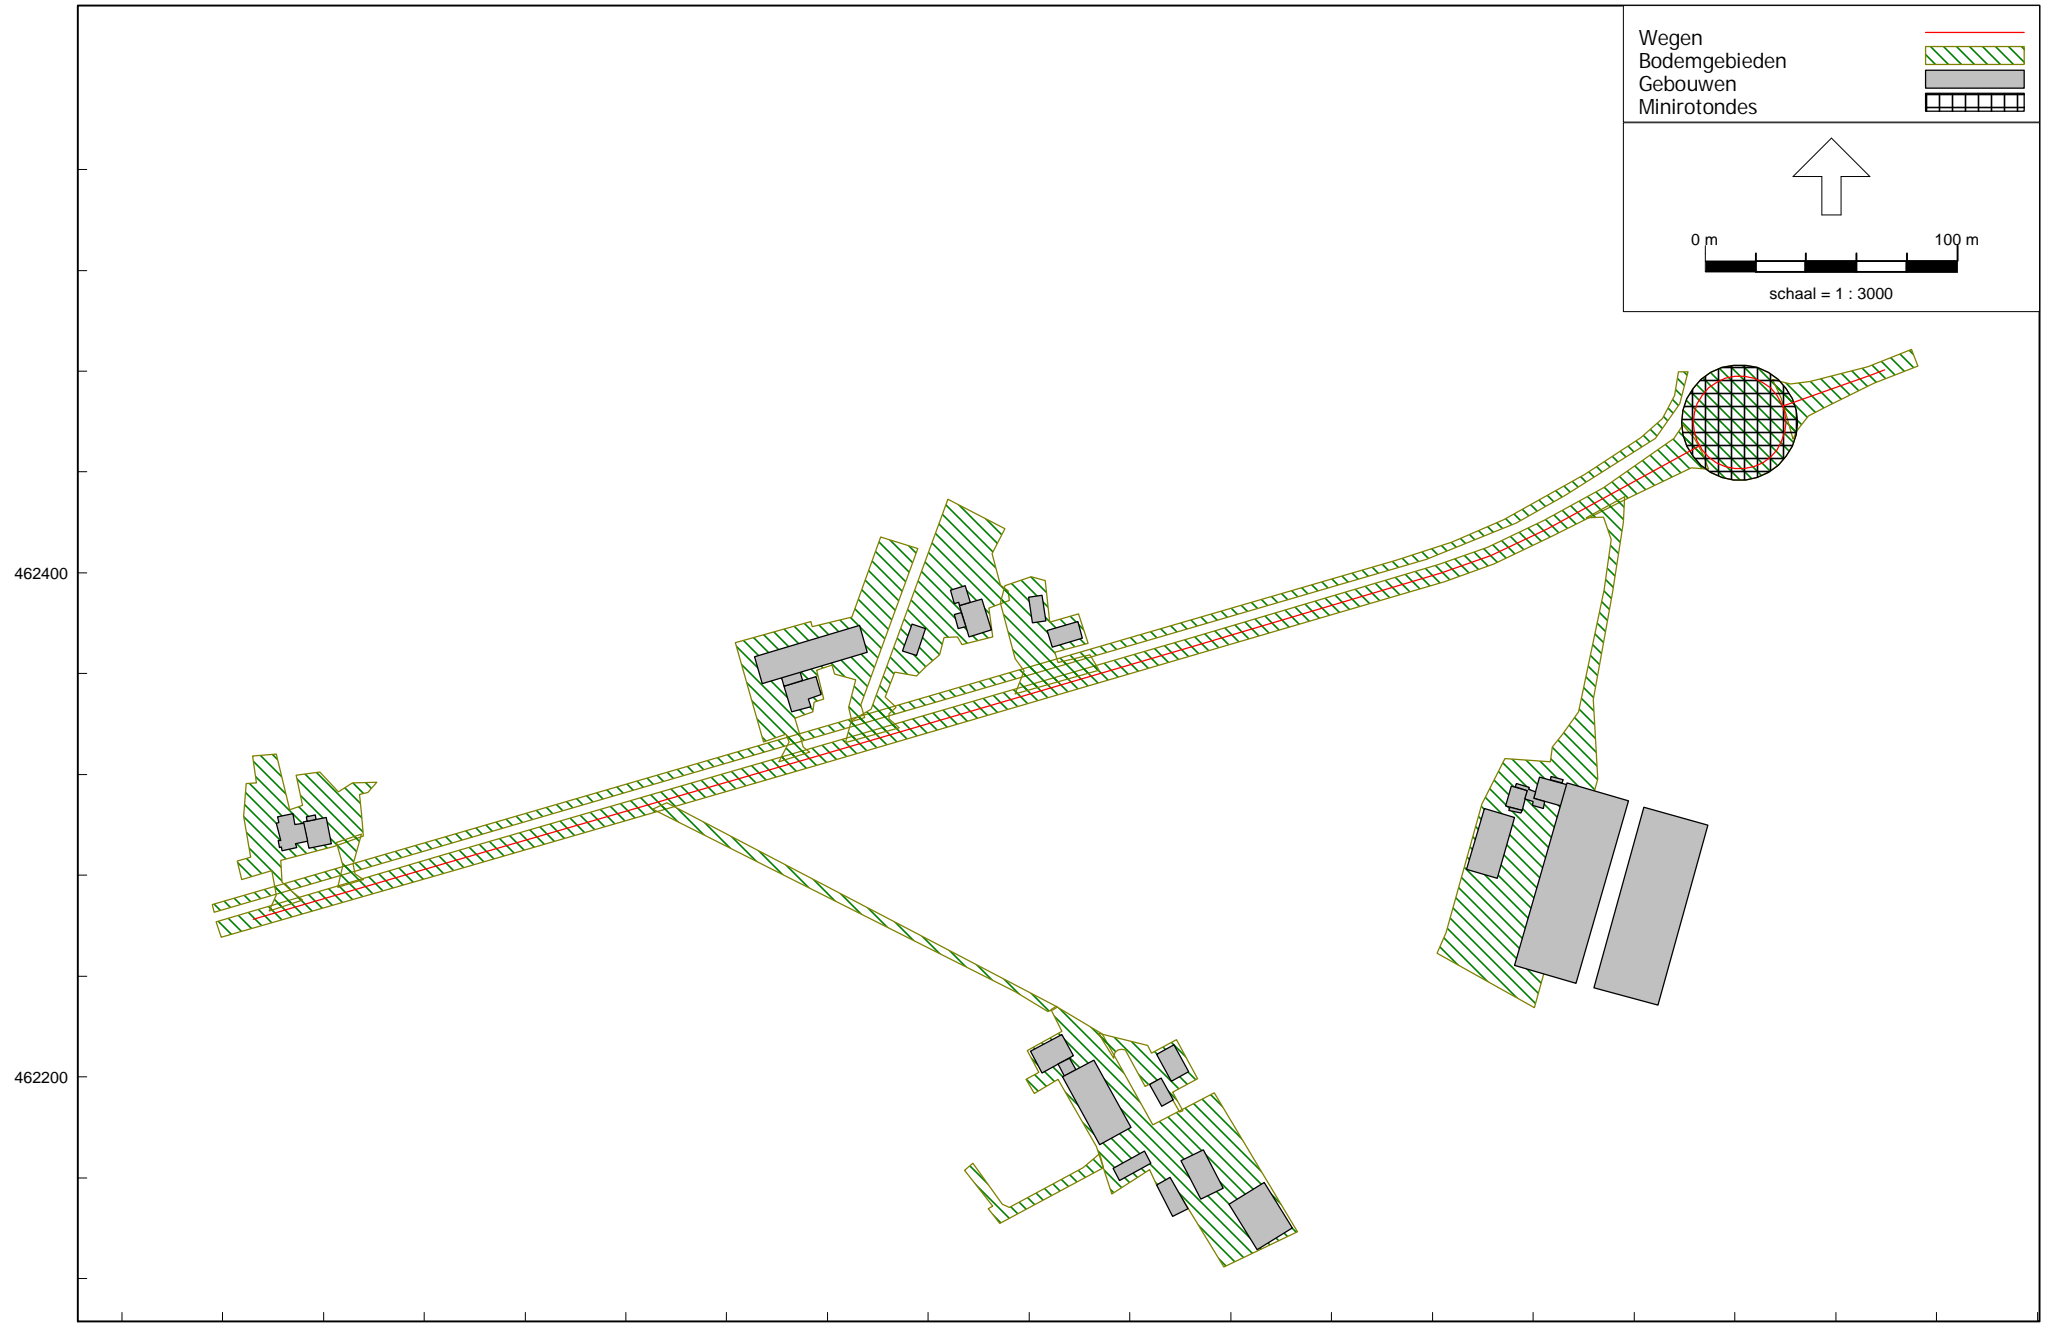 Wegen
Bodemgebieden
Gebouwen
Minirotondes
0 m 100 m
schaal = 1 : 3000
462400
462200